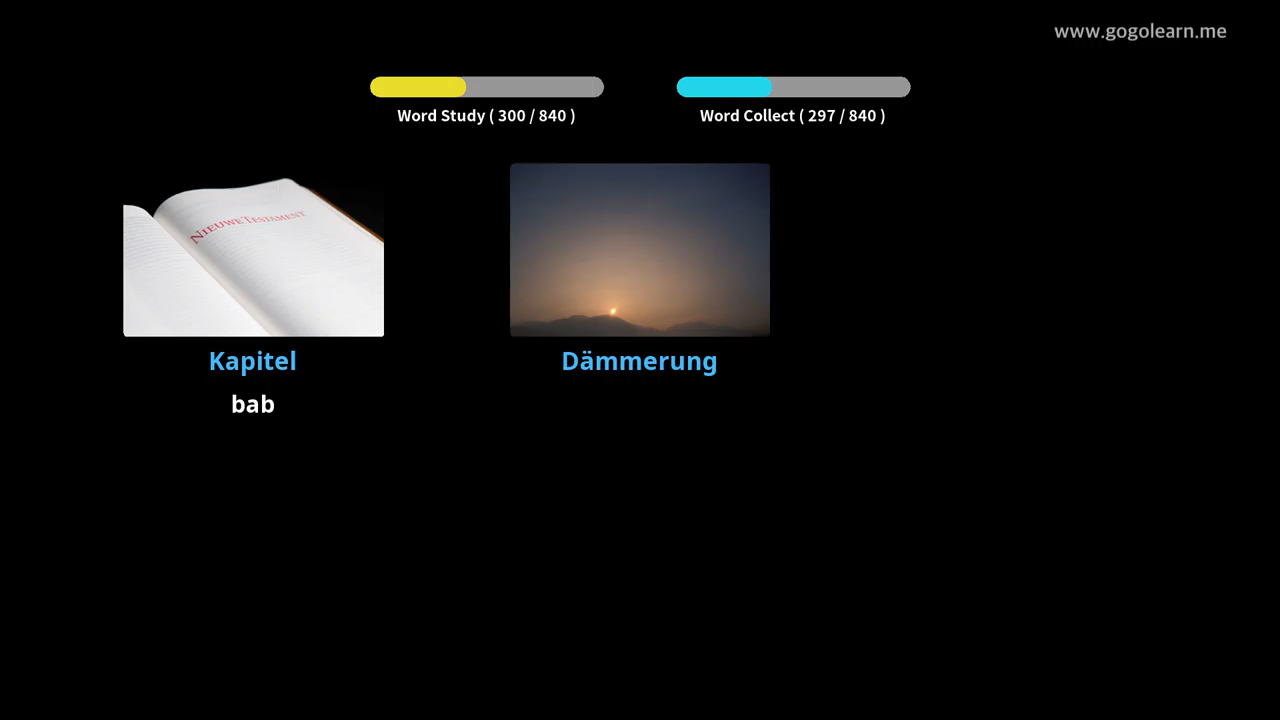 www.gogolearn.me
Word Study ( 300 / 840 )
Word Collect ( 297 / 840 )
NIEUWE TESTAMENT
Kapitel
Dämmerung
bab